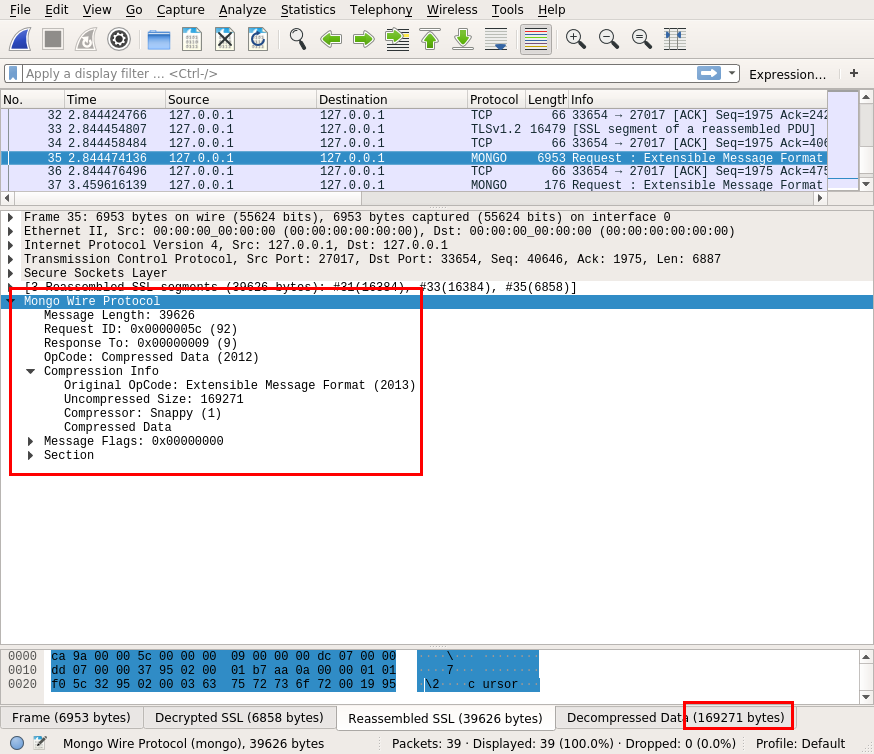 File Edit View Go Capture Analyze Statistics Telephony Wireless Tools Help
Apply a display filter ... <Ctrl-/> Expression... +
No. Time Source Destination Protocol Length Info
32 2.844424766 127.0.0.1 127.0.0.1 TCP 66 33654 → 27017 [ACK] Seq=1975 Ack=242
33 2.844454807 127.0.0.1 127.0.0.1 TLSv1.2 16479 [SSL segment of a reassembled PDU]
34 2.844458484 127.0.0.1 127.0.0.1 TCP 66 33654 → 27017 [ACK] Seq=1975 Ack=406
35 2.844474136 127.0.0.1 127.0.0.1 MONGO 6953 Request : Extensible Message Format
36 2.844476496 127.0.0.1 127.0.0.1 TCP 66 33654 → 27017 [ACK] Seq=1975 Ack=475
37 3.459616139 127.0.0.1 127.0.0.1 MONGO 176 Request : Extensible Message Format
Frame 35: 6953 bytes on wire (55624 bits), 6953 bytes captured (55624 bits) on interface 0
Ethernet II, Src: 00:00:00_00:00:00 (00:00:00:00:00:00), Dst: 00:00:00_00:00:00 (00:00:00:00:00:00)
Internet Protocol Version 4, Src: 127.0.0.1, Dst: 127.0.0.1
Transmission Control Protocol, Src Port: 27017, Dst Port: 33654, Seq: 40646, Ack: 1975, Len: 6887
Secure Sockets Layer
[3 Reassembled SSL segments (39626 bytes): #31(16384), #33(16384), #35(6858)]
Mongo Wire Protocol
Message Length: 39626
Request ID: 0x0000005c (92)
Response To: 0x00000009 (9)
OpCode: Compressed Data (2012)
Compression Info
Original OpCode: Extensible Message Format (2013)
Uncompressed Size: 169271
Compressor: Snappy (1)
Compressed Data
Message Flags: 0x00000000
Section
0000 ca 9a 00 00 5c 00 00 00 09 00 00 00 dc 07 00 00 ····\··· ········
0010 dd 07 00 00 37 95 02 00 01 b7 aa 0a 00 00 01 01 ····7··· ········
0020 f0 5c 32 95 02 00 03 63 75 72 73 6f 72 00 19 95 ·\2····c ursor···
Frame (6953 bytes) Decrypted SSL (6858 bytes) Reassembled SSL (39626 bytes) Decompressed Data (169271 bytes)
Mongo Wire Protocol (mongo), 39626 bytes Packets: 39 · Displayed: 39 (100.0%) · Dropped: 0 (0.0%) Profile: Default